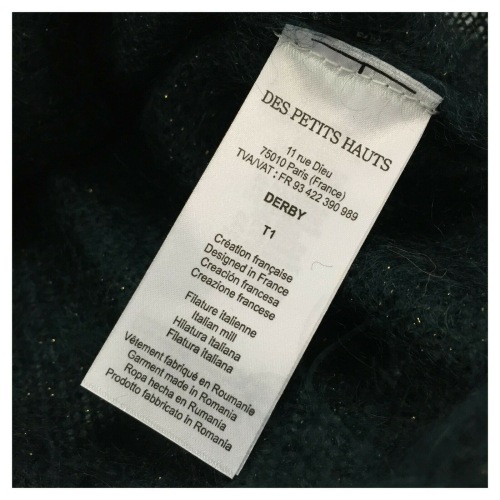 DES PETITS HAUTS
11 rue Dieu
75010 Paris (France)
TVA/VAT : FR 93 422 390 989
DERBY
T1
Création française
Designed in France
Creación francesa
Creazione francese
Filature italienne
Italian mill
Hilatura italiana
Filatura italiana
Vêtement fabriqué en Roumanie
Garment made in Romania
Ropa hecha en Rumania
Prodotto fabbricato in Romania